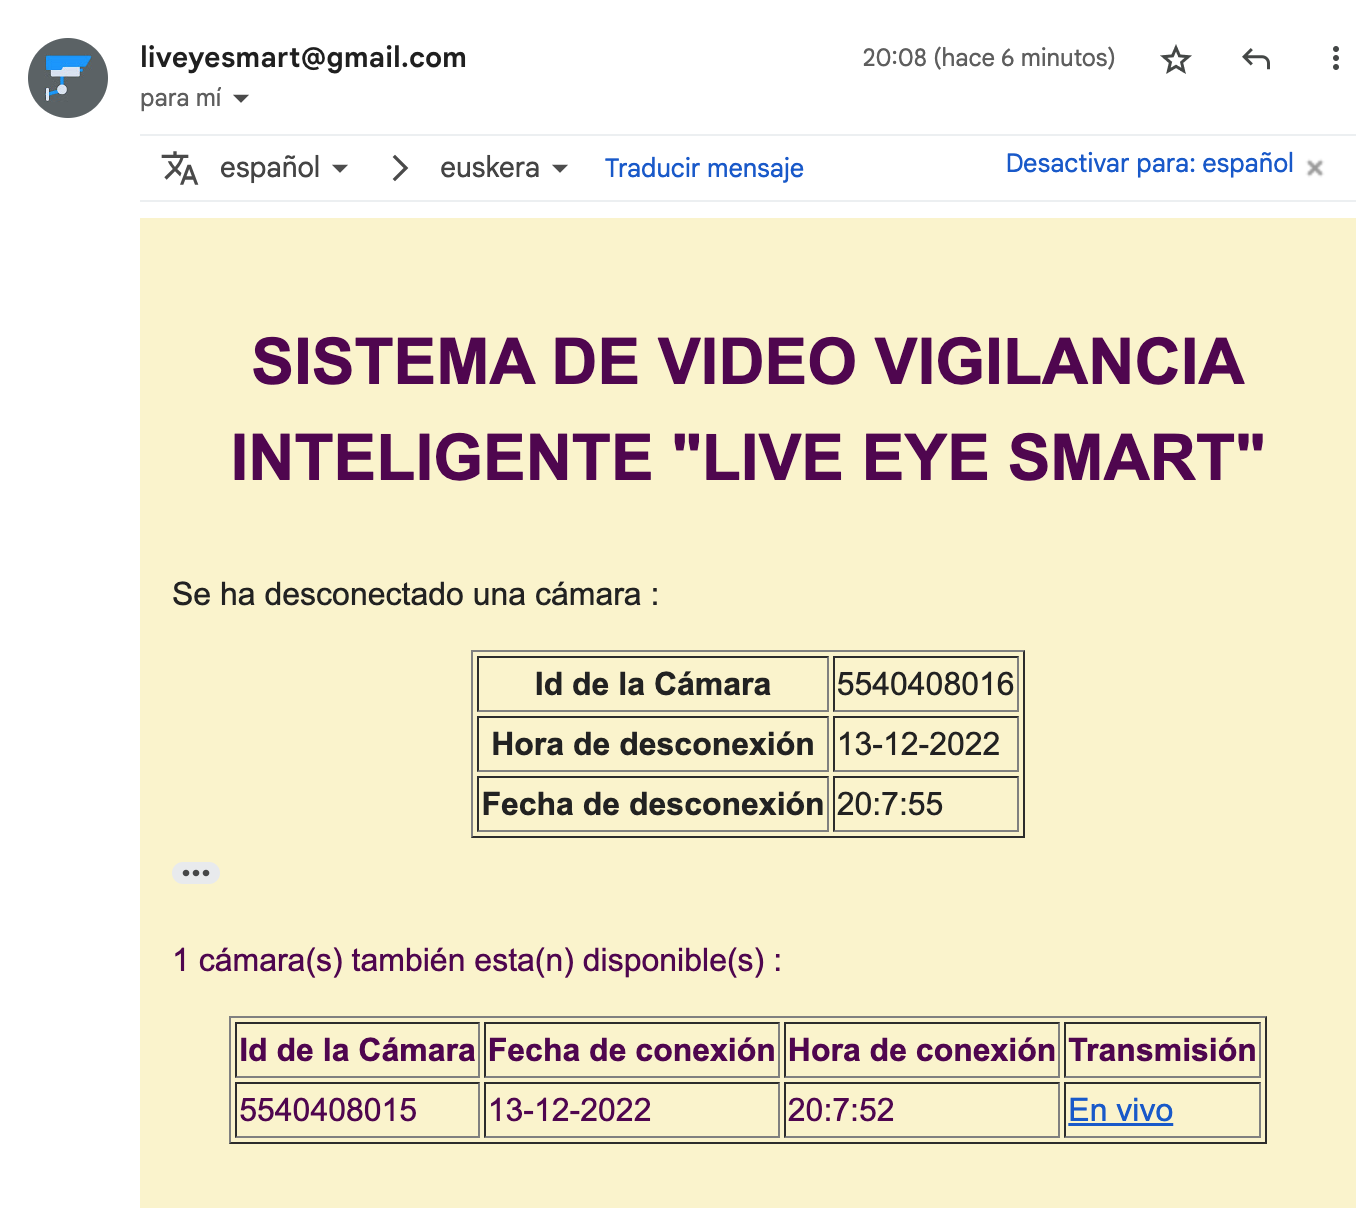 liveyesmart@gmail.com
20:08 (hace 6 minutos)
para mí
español
euskera
Traducir mensaje
Desactivar para: español
SISTEMA DE VIDEO VIGILANCIA
INTELIGENTE "LIVE EYE SMART"
Se ha desconectado una cámara :
Id de la Cámara 5540408016
Hora de desconexión 13-12-2022
Fecha de desconexión 20:7:55
1 cámara(s) también esta(n) disponible(s) :
Id de la Cámara Fecha de conexión Hora de conexión Transmisión
5540408015 13-12-2022 20:7:52 En vivo